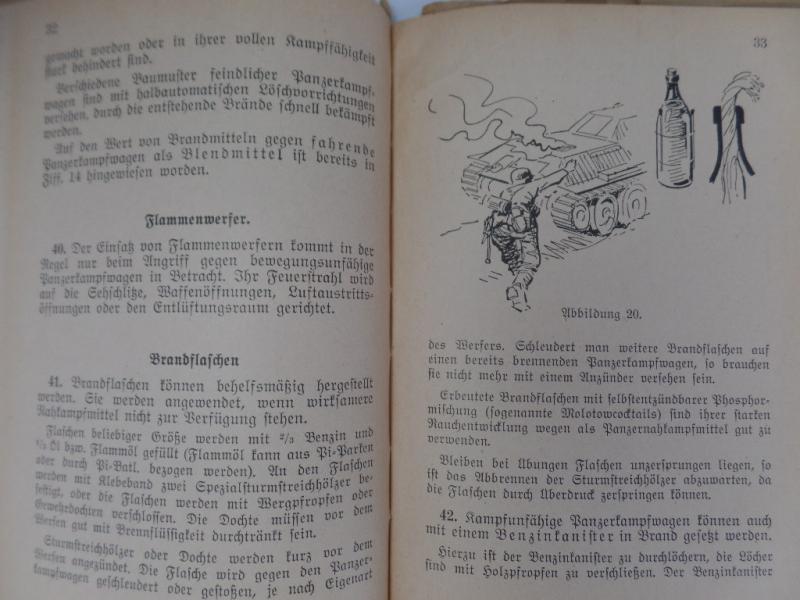 32
gewacht worden oder in ihrer vollen Kampffähigkeit
stark behindert sind.
Verschiedene Baumuster feindlicher Panzerkampf-
wagen sind mit halbautomatischen Löschvorrichtungen
versehen, durch die entstehende Brände schnell bekämpft
werden.
Auf den Wert von Brandmitteln gegen fahrende
Panzerkampfwagen als Blendmittel ist bereits in
Ziff. 14 hingewiesen worden.
Flammenwerfer.
40. Der Einsatz von Flammenwerfern kommt in der
Regel nur beim Angriff gegen bewegungsunfähige
Panzerkampfwagen in Betracht. Ihr Feuerstrahl wird
auf die Sehschlitze, Waffenöffnungen, Luftaustritts-
öffnungen oder den Entlüftungsraum gerichtet.
Brandflaschen
41. Brandflaschen können behelfsmäßig hergestellt
werden. Sie werden angewendet, wenn wirksamere
Nahkampfmittel nicht zur Verfügung stehen.
Flaschen beliebiger Größe werden mit ²/₃ Benzin und
¹/₃ Öl bzw. Flammöl gefüllt (Flammöl kann aus Pi-Parken
oder durch Pi-Batl. bezogen werden). An den Flaschen
werden mit Klebeband zwei Spezialsturmstreichhölzer be-
festigt, oder die Flaschen werden mit Wergpfropfen oder
Gewehrdochten verschlossen. Die Dochte müssen vor dem
Werfen gut mit Brennflüssigkeit durchtränkt sein.
Sturmstreichhölzer oder Dochte werden kurz vor dem
Werfen angezündet. Die Flasche wird gegen den Panzer-
kampfwagen geschleudert oder gestoßen, je nach Eigenart
33
Abbildung 20.
des Werfers. Schleudert man weitere Brandflaschen auf
einen bereits brennenden Panzerkampfwagen, so brauchen
sie nicht mehr mit einem Anzünder versehen sein.
Erbeutete Brandflaschen mit selbstentzündbarer Phosphor-
mischung (sogenannte Molotowcocktails) sind ihrer starken
Rauchentwicklung wegen als Panzernahkampfmittel gut zu
verwenden.
Bleiben bei Übungen Flaschen unzersprungen liegen, so
ist das Abbrennen der Sturmstreichhölzer abzuwarten, da
die Flaschen durch Überdruck zerspringen können.
42. Kampfunfähige Panzerkampfwagen können auch
mit einem Benzinkanister in Brand gesetzt werden.
Hierzu ist der Benzinkanister zu durchlöchern, die Löcher
sind mit Holzpfropfen zu verschließen. Der Benzinkanister